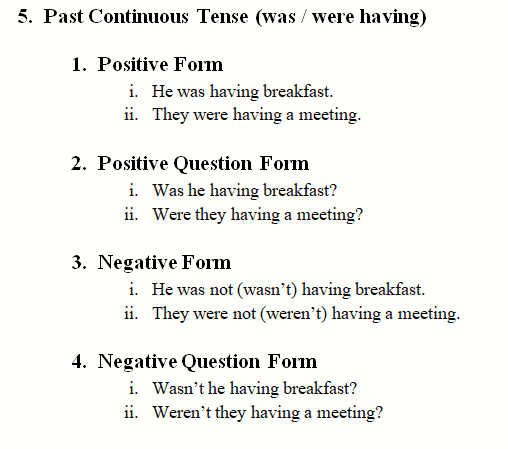 5. Past Continuous Tense (was / were having)
1. Positive Form
i. He was having breakfast.
ii. They were having a meeting.
2. Positive Question Form
i. Was he having breakfast?
ii. Were they having a meeting?
3. Negative Form
i. He was not (wasn’t) having breakfast.
ii. They were not (weren’t) having a meeting.
4. Negative Question Form
i. Wasn’t he having breakfast?
ii. Weren’t they having a meeting?